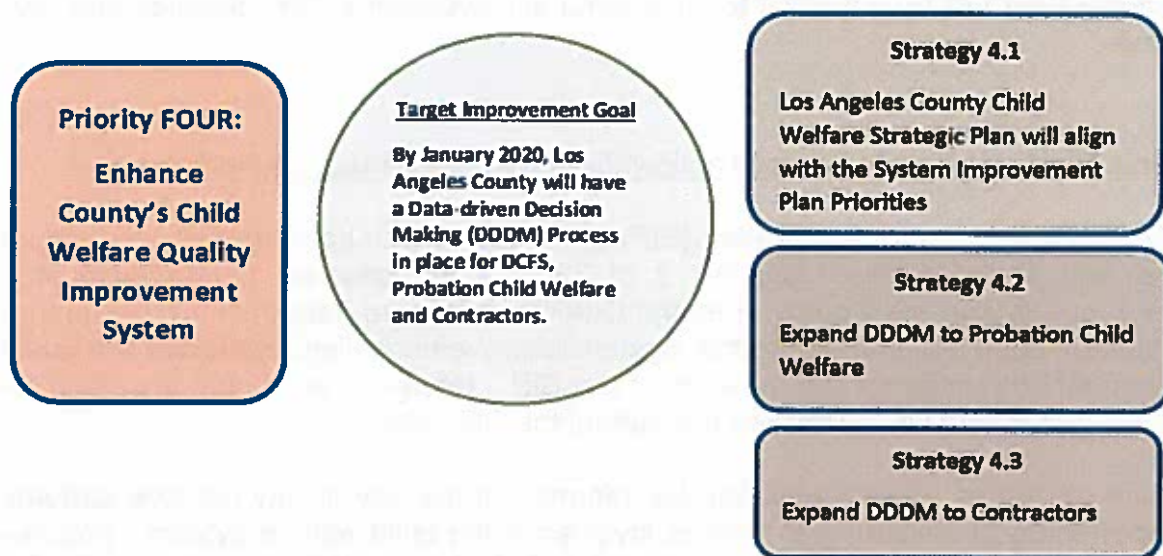 Priority FOUR:
Enhance
County's Child
Welfare Quality
Improvement
System
Target Improvement Goal
By January 2020, Los
Angeles County will have
a Data-driven Decision
Making (DDDM) Process
in place for DCFS,
Probation Child Welfare
and Contractors.
Strategy 4.1
Los Angeles County Child
Welfare Strategic Plan will align
with the System Improvement
Plan Priorities
Strategy 4.2
Expand DDDM to Probation Child
Welfare
Strategy 4.3
Expand DDDM to Contractors